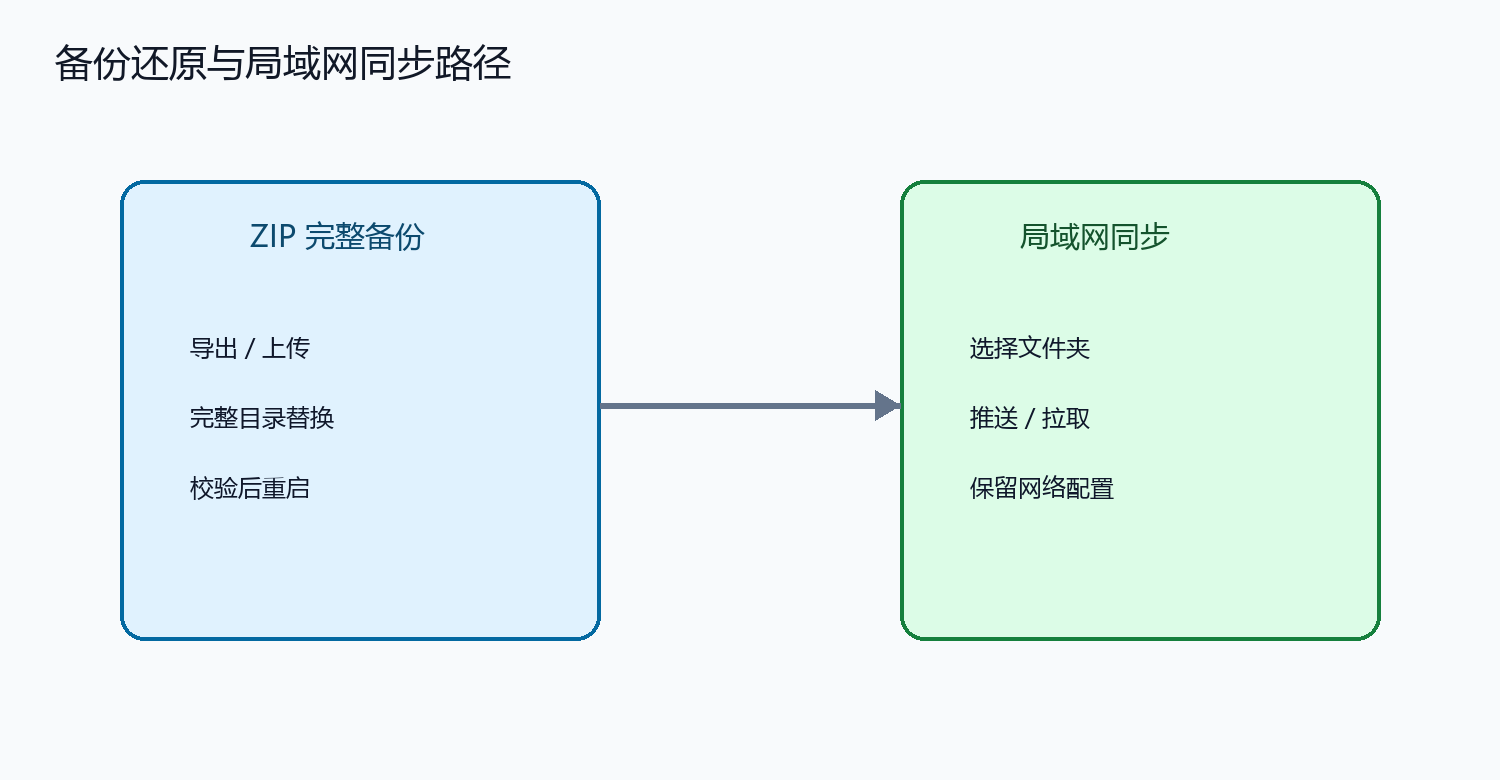 备份还原与局域网同步路径
ZIP 完整备份
导出 / 上传
完整目录替换
校验后重启
局域网同步
选择文件夹
推送 / 拉取
保留网络配置